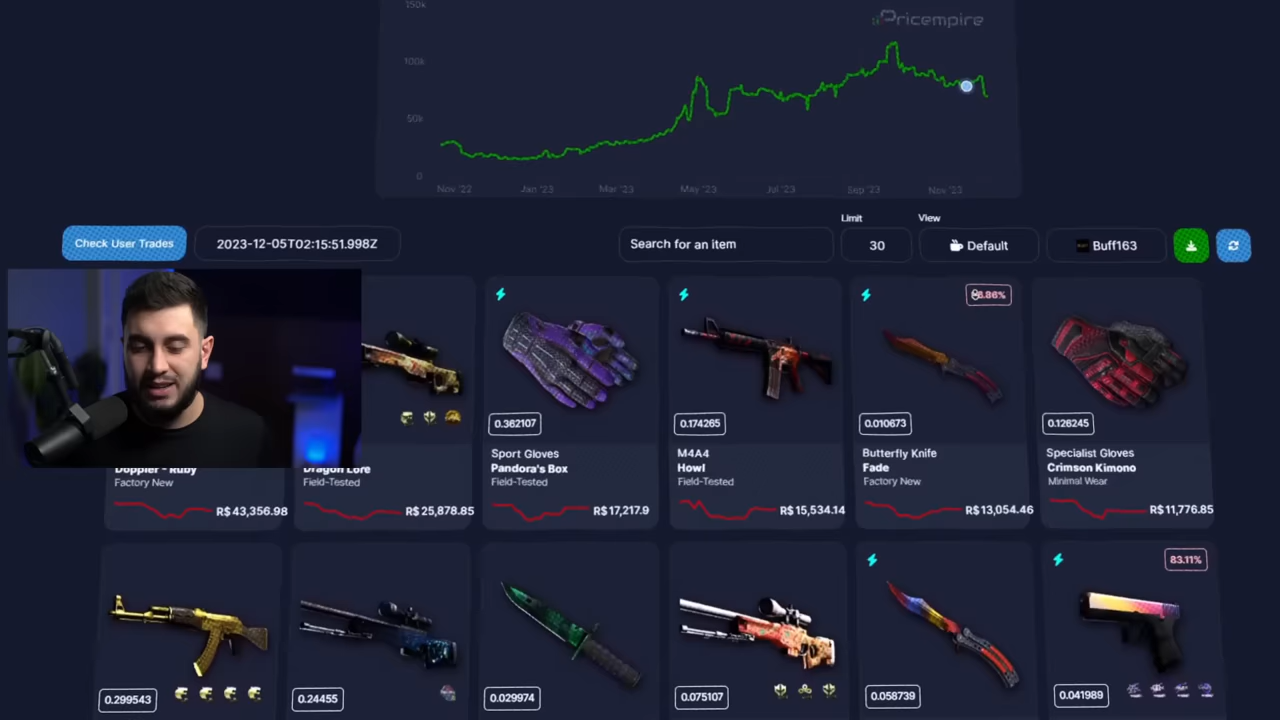 150k
Pricempire
100k
50k
0
Nov '22
Jan '23
Mar '23
May '23
Jul '23
Sep '23
Nov '23
Limit
View
Check User Trades
2023-12-05T02:15:51.998Z
Search for an item
30
Default
Buff163
0.362107
0.174265
0.010673
0.126245
Doppler - Ruby
Factory New
R$43,356.98
Dragon Lore
Field-Tested
R$25,878.85
Sport Gloves
Pandora's Box
Field-Tested
R$17,217.9
M4A4
Howl
Field-Tested
R$15,534.14
Butterfly Knife
Fade
Factory New
R$13,054.46
Specialist Gloves
Crimson Kimono
Minimal Wear
R$11,776.85
83.11%
0.299543
0.24455
0.029974
0.075107
0.058739
0.041989